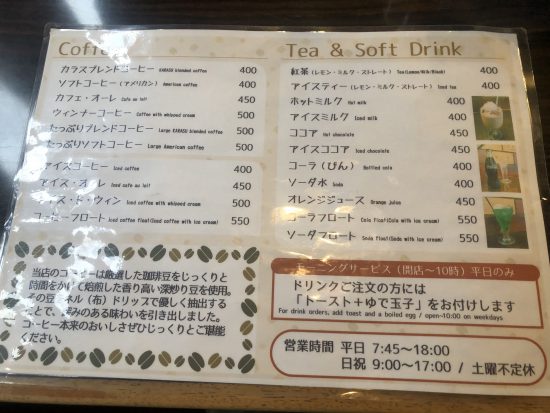 Coffee
カラスブレンドコーヒー KARASU blended coffee 400
ソフトコーヒー (アメリカン) American coffee 400
カフェ・オーレ Cafe au lait 450
ウィンナーコーヒー Coffee with whipped cream 500
たっぷりブレンドコーヒー Large KARASU blended coffee 500
たっぷりソフトコーヒー Large American coffee 500
アイスコーヒー Iced coffee 400
アイス・オ・レ Iced cafe au lait 450
アイス・ド・ウィン Iced coffee with whipped cream 500
コーヒーフロート Iced coffee float(Good coffee with ice cream) 550
当店のコーヒーは厳選した珈琲豆をじっくりと
時間をかけて焙煎した香り高い深炒り豆を使用。
その豆をネル(布)ドリップで優しく抽出する
ことで、深みのある味わいを引き出しました。
コーヒー本来のおいしさぜひじっくりとご堪能
ください。
Tea & Soft Drink
紅茶 (レモン・ミルク・ストレート) Tea(Lemon/Milk/Black) 400
アイスティー (レモン・ミルク・ストレート) Iced tea 400
ホットミルク Hot milk 400
アイスミルク Iced milk 400
ココア Hot chocolate 450
アイスココア Iced chocolate 450
コーラ (びん) Bottled cola 400
ソーダ水 Soda 400
オレンジジュース Orange juice 450
コーラフロート Cola float(Cola with ice cream) 550
ソーダフロート Soda float(Soda with ice cream) 550
モーニングサービス (開店～10時) 平日のみ
ドリンクご注文の方には
「トースト＋ゆで玉子」をお付けします
For drink orders, add toast and a boiled egg / open~10:00 on weekdays
営業時間 平日 7:45～18:00
日祝 9:00～17:00 / 土曜不定休